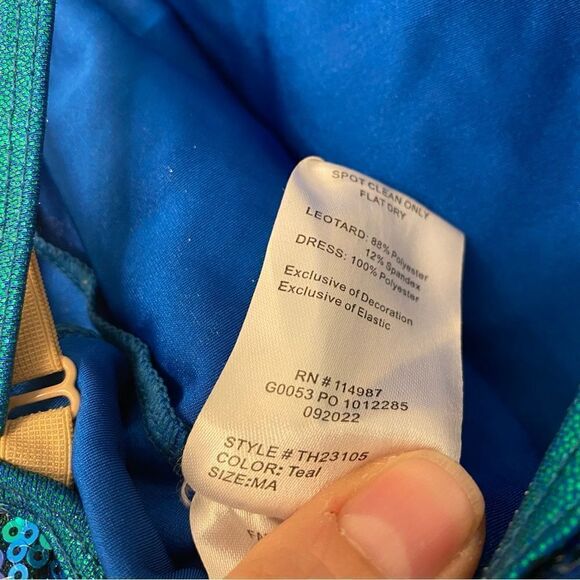 SPOT CLEAN ONLY
FLAT DRY
LEOTARD: 88% Polyester
12% Spandex
DRESS: 100% Polyester
Exclusive of Decoration
Exclusive of Elastic
RN # 114987
G0053 PO 1012285
092022
STYLE # TH23105
COLOR: Teal
SIZE:MA